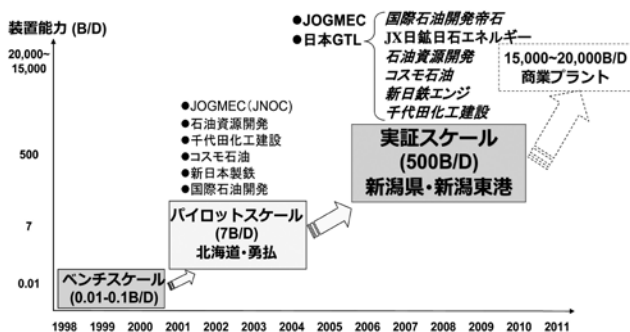 装置能力 (B/D)
20,000~
15,000
500
7
0.01
●JOGMEC
●日本GTL
国際石油開発帝石
JX日鉱日石エネルギー
石油資源開発
コスモ石油
新日鉄エンジ
千代田化工建設
15,000~20,000B/D
商業プラント
●JOGMEC(JNOC)
●石油資源開発
●千代田化工建設
●コスモ石油
●新日本製鉄
●国際石油開発
実証スケール
(500B/D)
新潟県・新潟東港
パイロットスケール
(7B/D)
北海道・勇払
ベンチスケール
(0.01-0.1B/D)
1998 1999 2000 2001 2002 2003 2004 2005 2006 2007 2008 2009 2010 2011